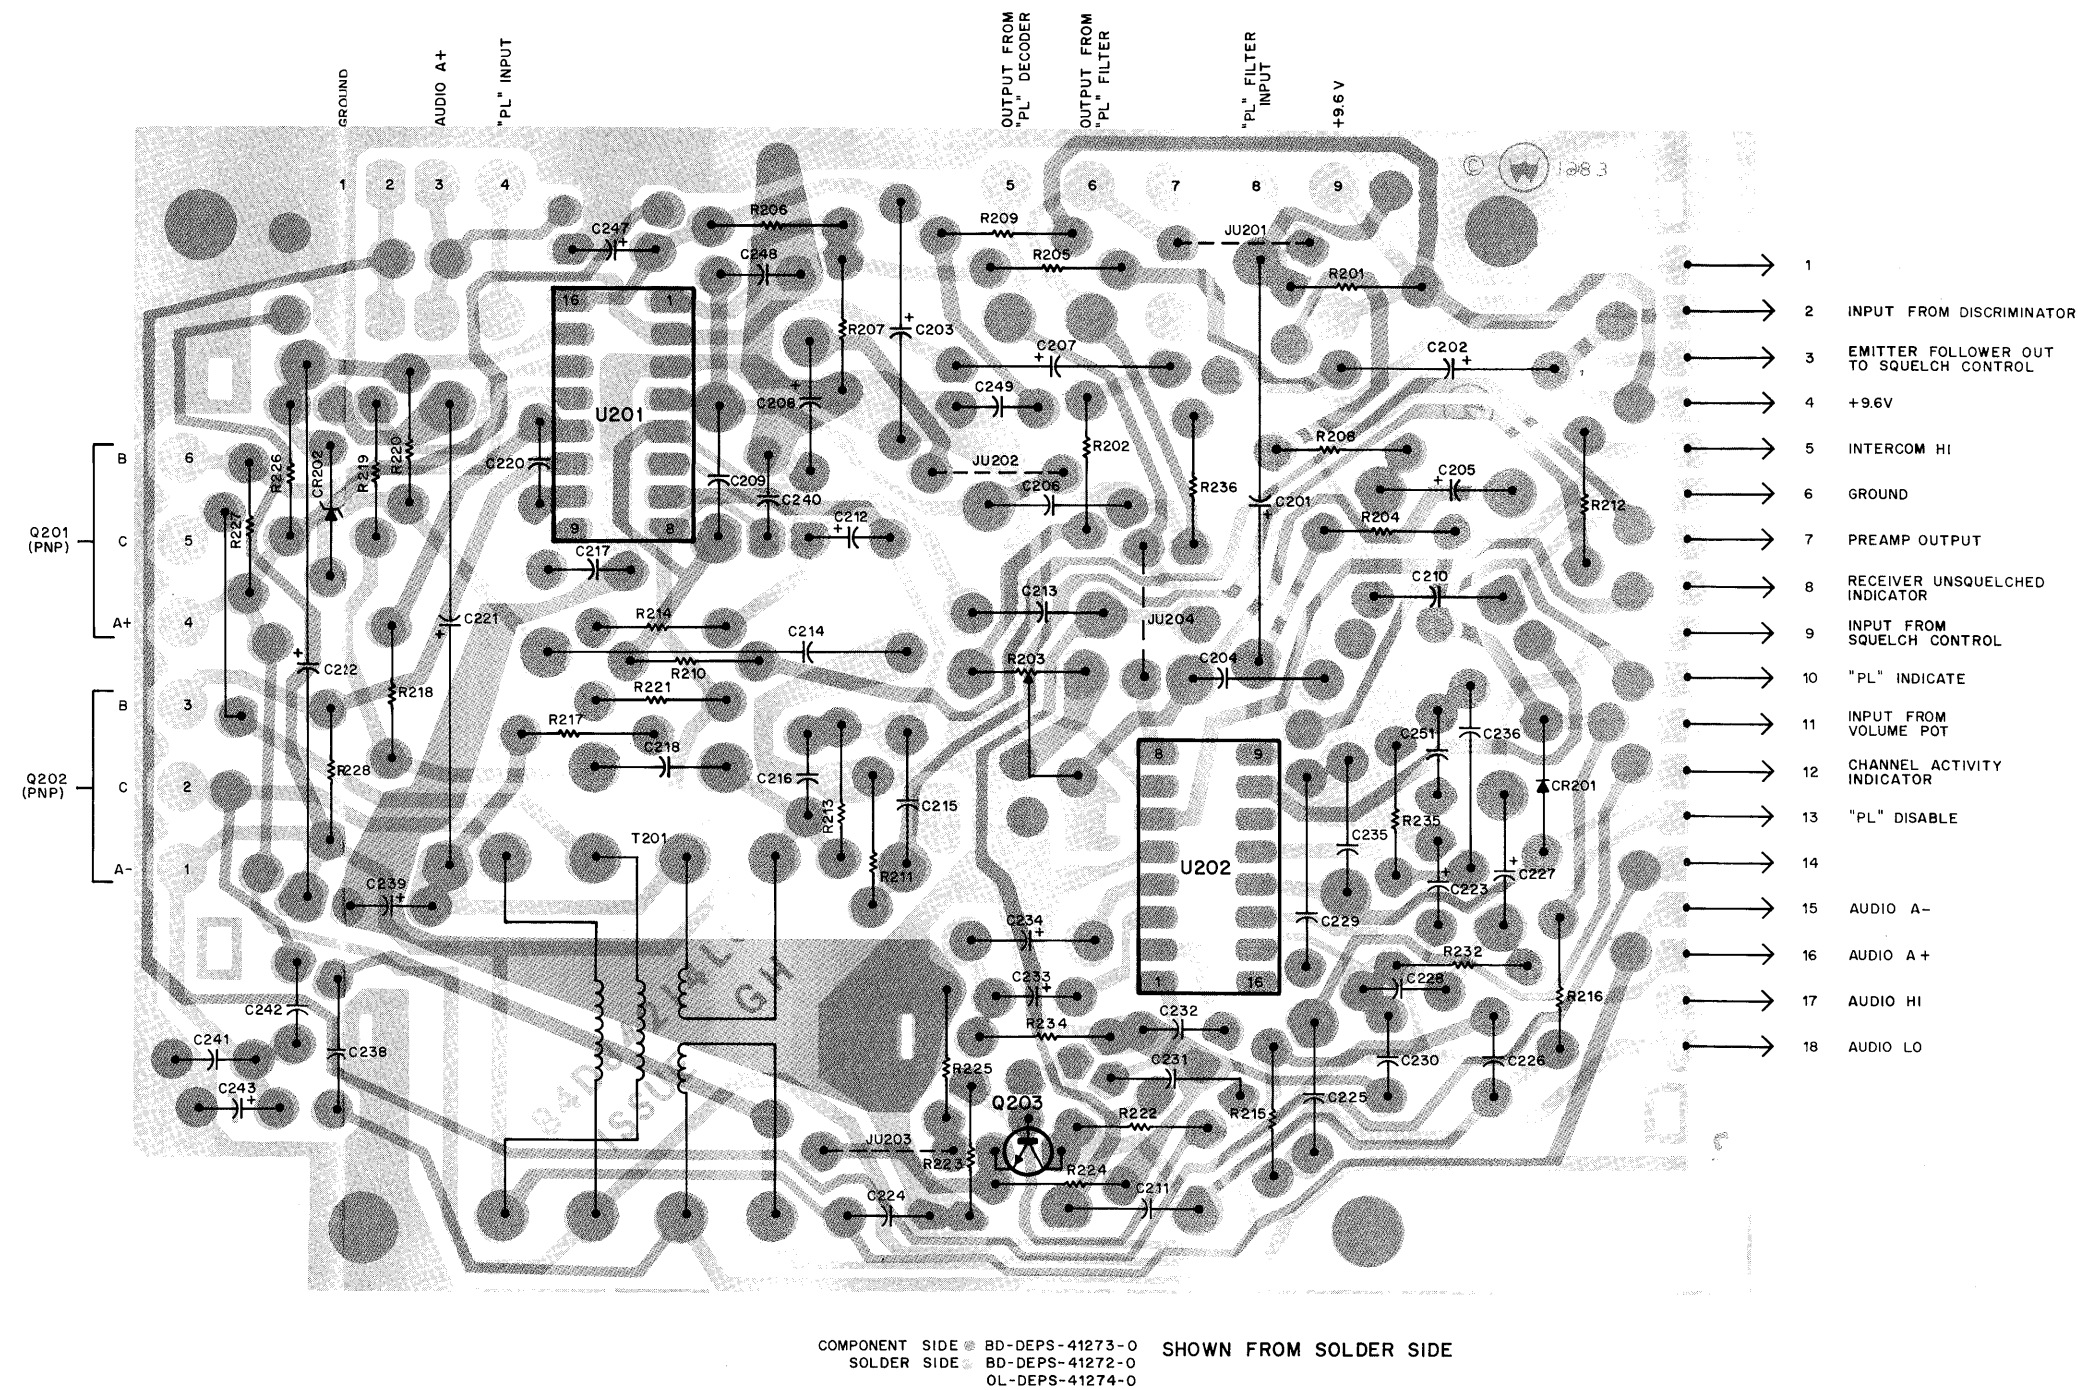 GROUND
AUDIO A+
"PL" INPUT
OUTPUT FROM
"PL" DECODER
OUTPUT FROM
"PL" FILTER
"PL" FILTER
INPUT
+9.6 V
1 2 3 4 5 6 7 8 9
© 1283
R206
C247
C248
R209
R205
JU201
R201
16 1
U201
9 8
R207
C203
C207
C202
C249
C208
R202
R208
JU202
C206
C205
C209
C240
C212
R236
C201
R204
R212
C220
C217
R226
CR202
R219
R220
R227
C221
C222
R218
R228
R214
C214
R210
R221
R217
C218
C213
R203
JU204
C204
C210
C216
R213
R211
C215
8 9
U202
1 16
C251
C236
CR201
C235
R235
C223
C227
C229
T201
C239
C234
C233
R234
C232
C231
R232
C228
R216
C230
C226
C225
R215
R222
R225
Q203
R223
R224
C211
C224
JU203
C242
C241
C243
C238
84D
ISSUE
GH
Q201
(PNP)
B 6
C 5
A+ 4
Q202
(PNP)
B 3
C 2
A- 1
1
2 INPUT FROM DISCRIMINATOR
3 EMITTER FOLLOWER OUT
TO SQUELCH CONTROL
4 +9.6V
5 INTERCOM HI
6 GROUND
7 PREAMP OUTPUT
8 RECEIVER UNSQUELCHED
INDICATOR
9 INPUT FROM
SQUELCH CONTROL
10 "PL" INDICATE
11 INPUT FROM
VOLUME POT
12 CHANNEL ACTIVITY
INDICATOR
13 "PL" DISABLE
14
15 AUDIO A-
16 AUDIO A+
17 AUDIO HI
18 AUDIO LO
COMPONENT SIDE BD-DEPS-41273-O
SOLDER SIDE BD-DEPS-41272-O
OL-DEPS-41274-O
SHOWN FROM SOLDER SIDE